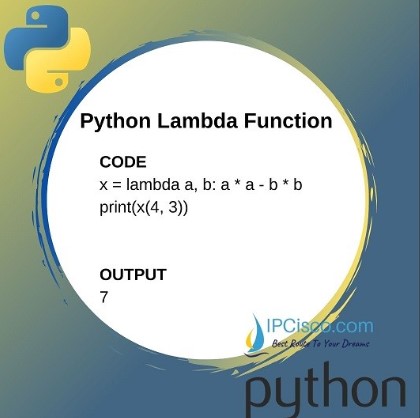 Python Lambda Function
CODE
x = lambda a, b: a * a - b * b
print(x(4, 3))
OUTPUT
7
IPCisco.com
Best Route To Your Dreams
python